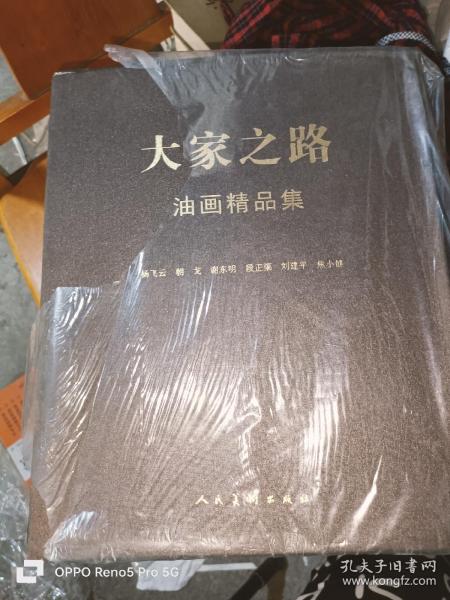 大家之路
油画精品集
杨飞云 朝戈 谢东明 段正渠 刘建平 焦小健
人民美術出版社
OPPO Reno5 Pro 5G
孔夫子旧书网
www.kongfz.com